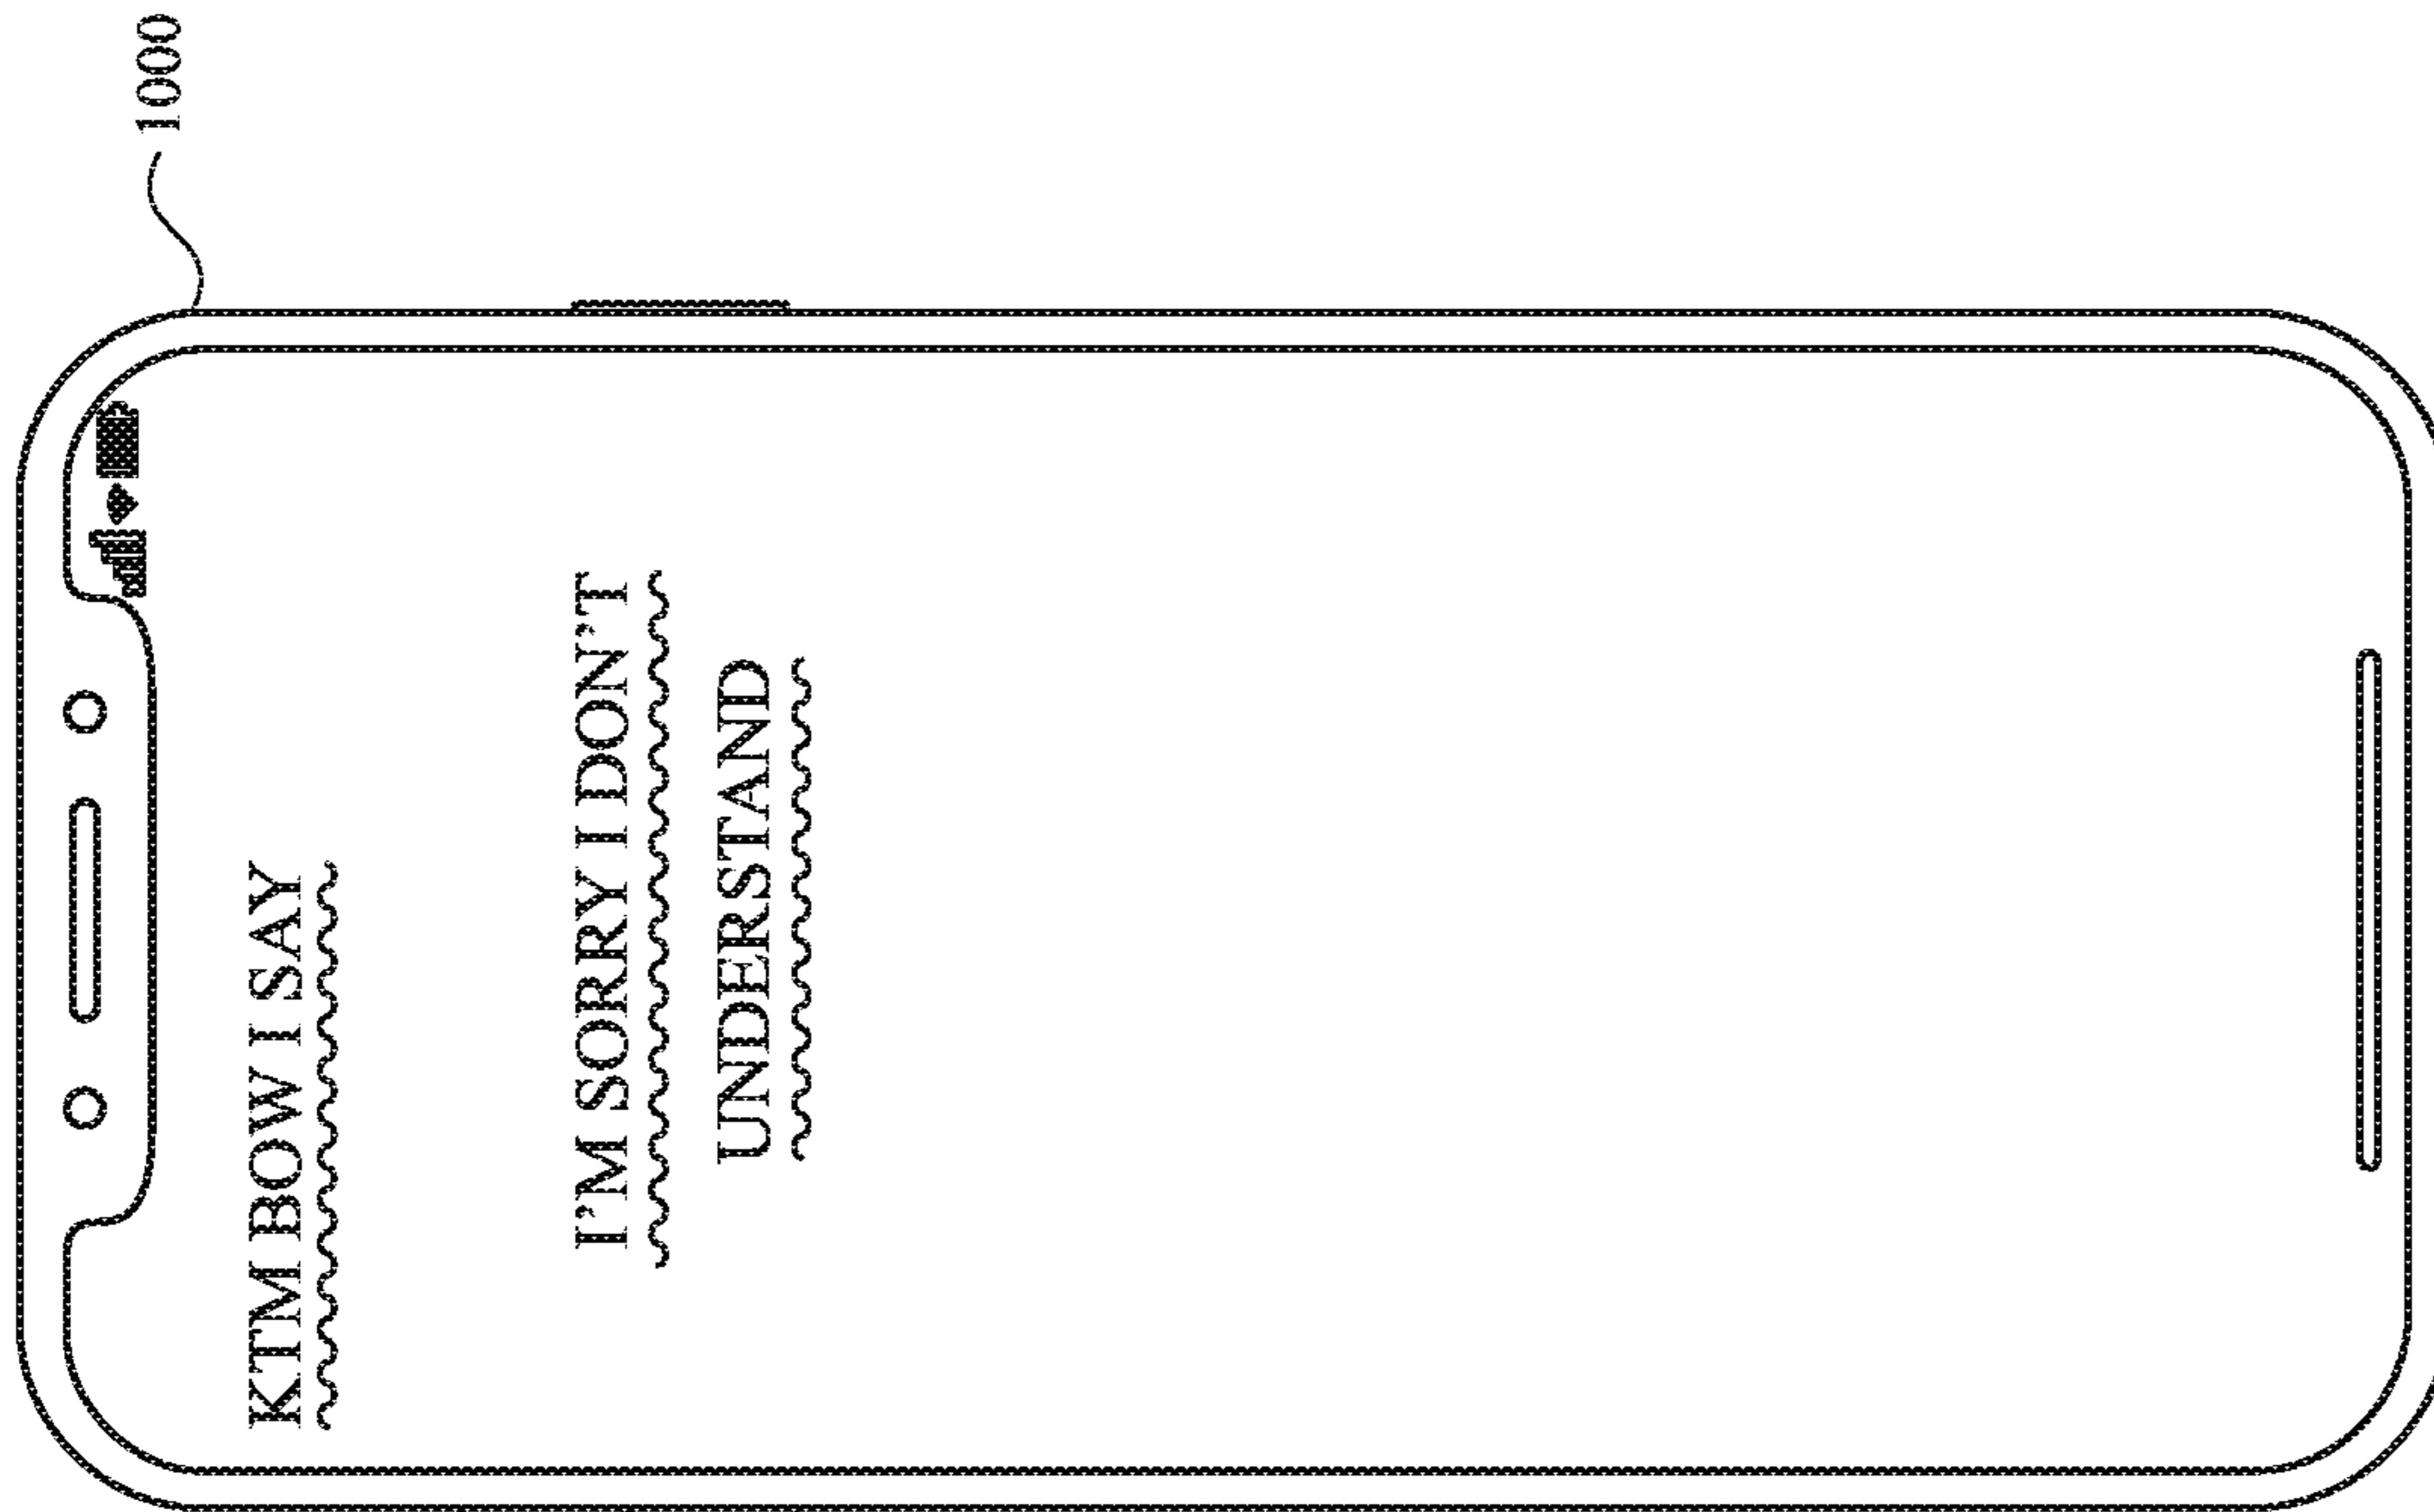 1000
KTM BOW I SAY
I'M SORRY I DON'T
UNDERSTAND